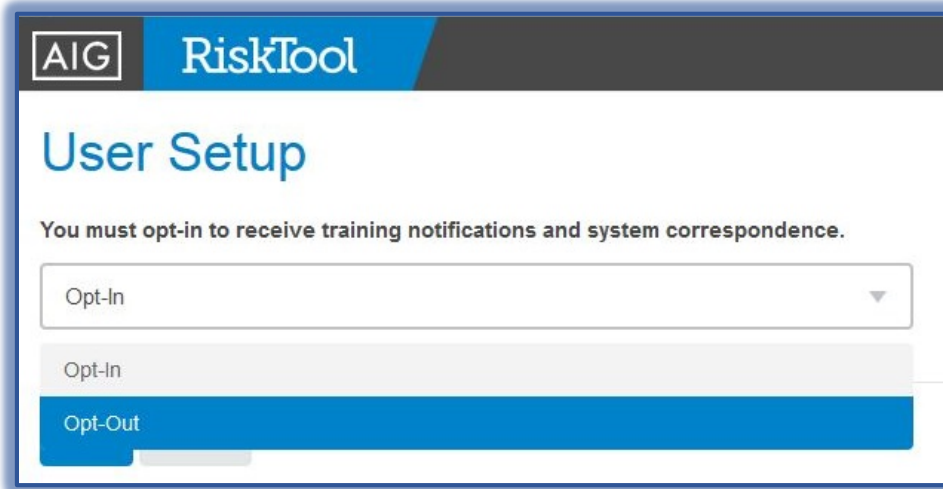 AIG RiskTool
User Setup
You must opt-in to receive training notifications and system correspondence.
Opt-In
Opt-In
Opt-Out